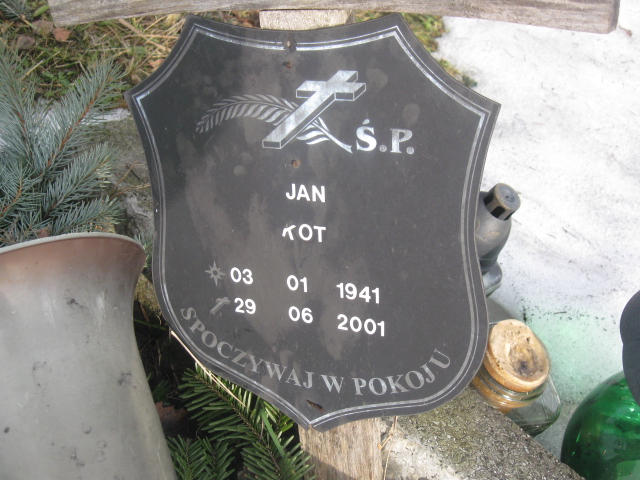 Ś.P.
JAN
KOT
03 01 1941
29 06 2001
SPOCZYWAJ W POKOJU